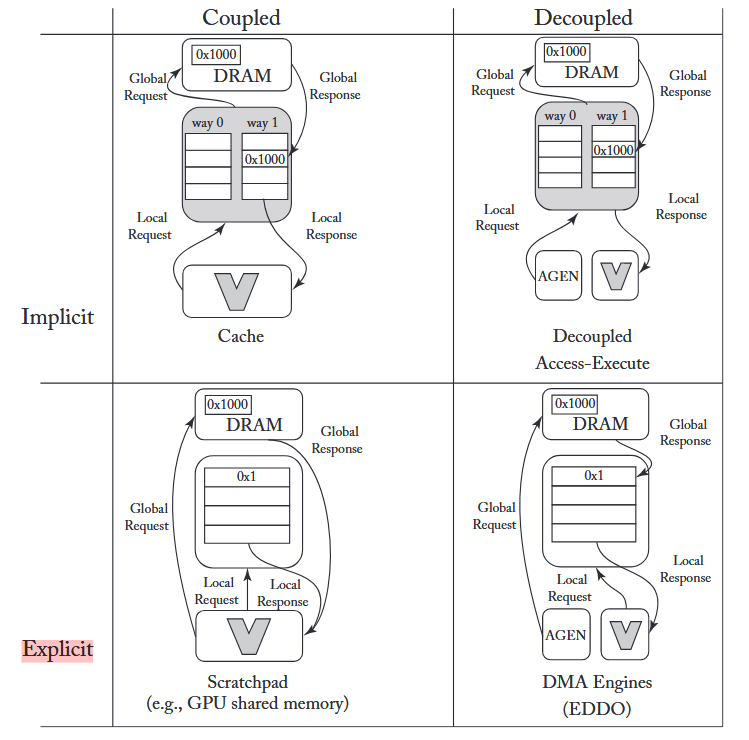 Coupled
Decoupled
Implicit
0x1000
DRAM
Global
Request
Global
Response
way 0
way 1
0x1000
Local
Request
Local
Response
Cache
0x1000
DRAM
Global
Request
Global
Response
way 0
way 1
0x1000
Local
Request
Local
Response
AGEN
Decoupled
Access-Execute
Explicit
0x1000
DRAM
Global
Response
0x1
Global
Request
Local
Request
Local
Response
Scratchpad
(e.g., GPU shared memory)
0x1000
DRAM
Global
Response
0x1
Global
Request
Local
Request
Local
Response
AGEN
DMA Engines
(EDDO)